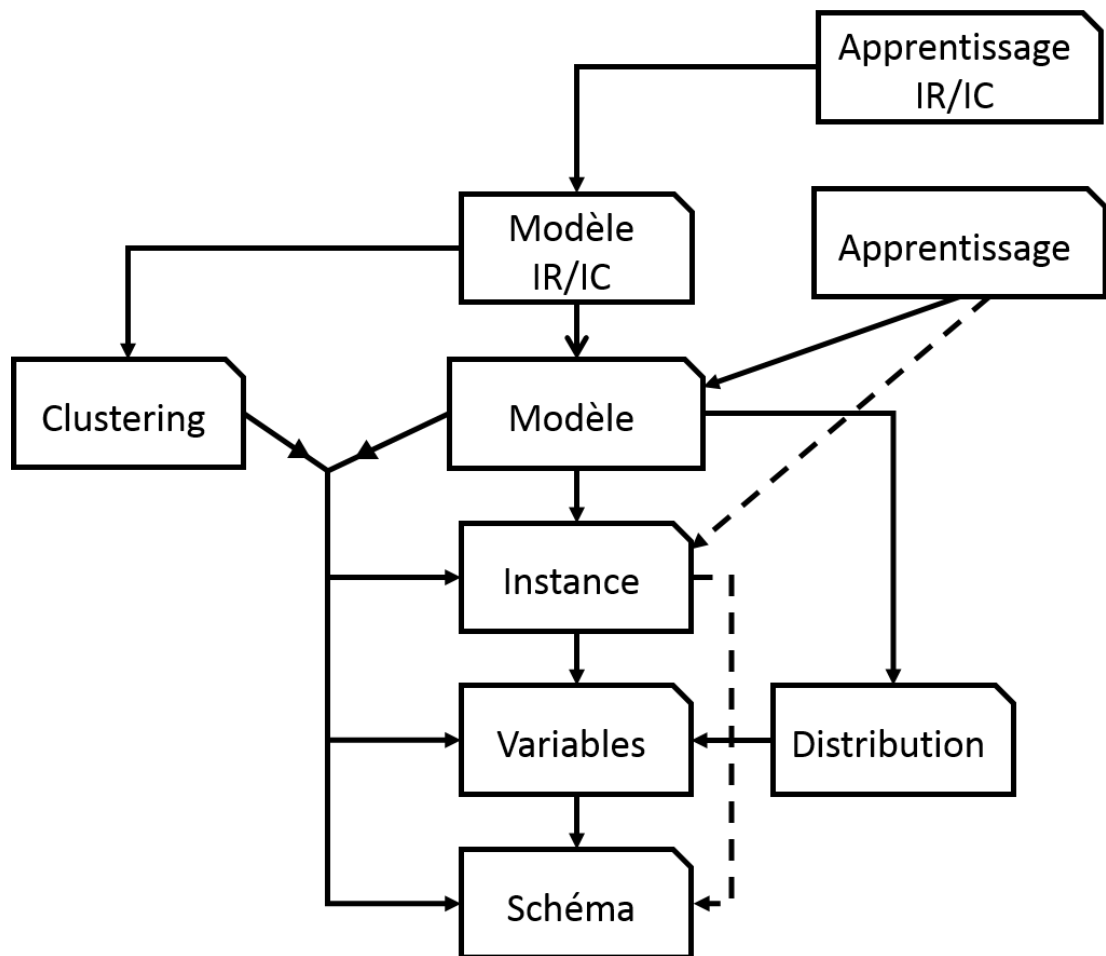 Apprentissage
IR/IC
Modèle
IR/IC
Apprentissage
Clustering
Modèle
Instance
Variables
Distribution
Schéma